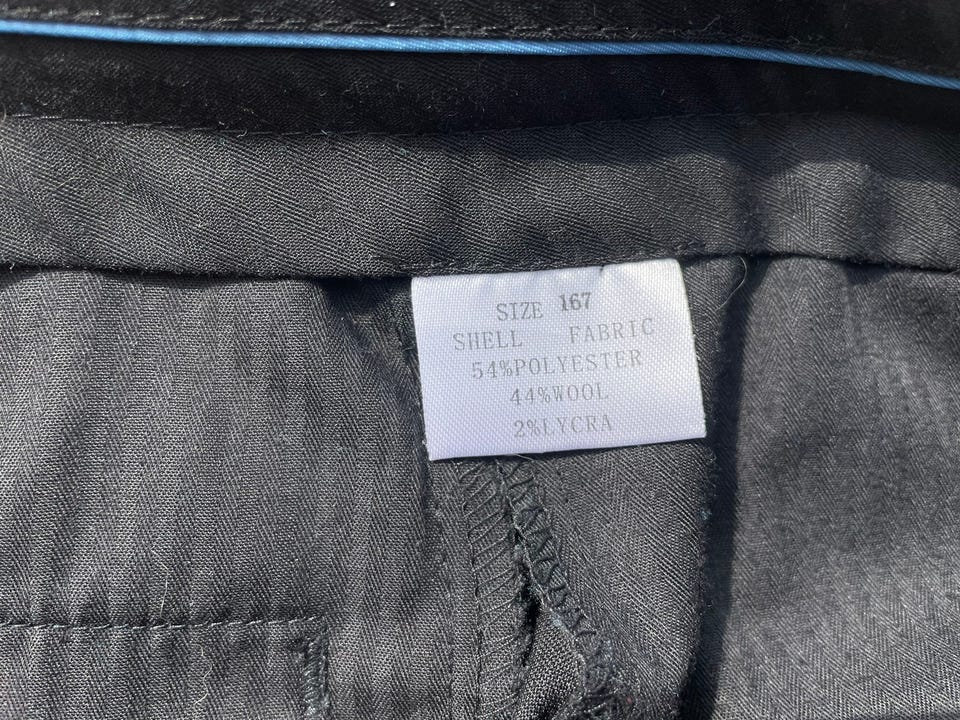 SIZE 167
SHELL FABRIC
54%POLYESTER
44%WOOL
2%LYCRA